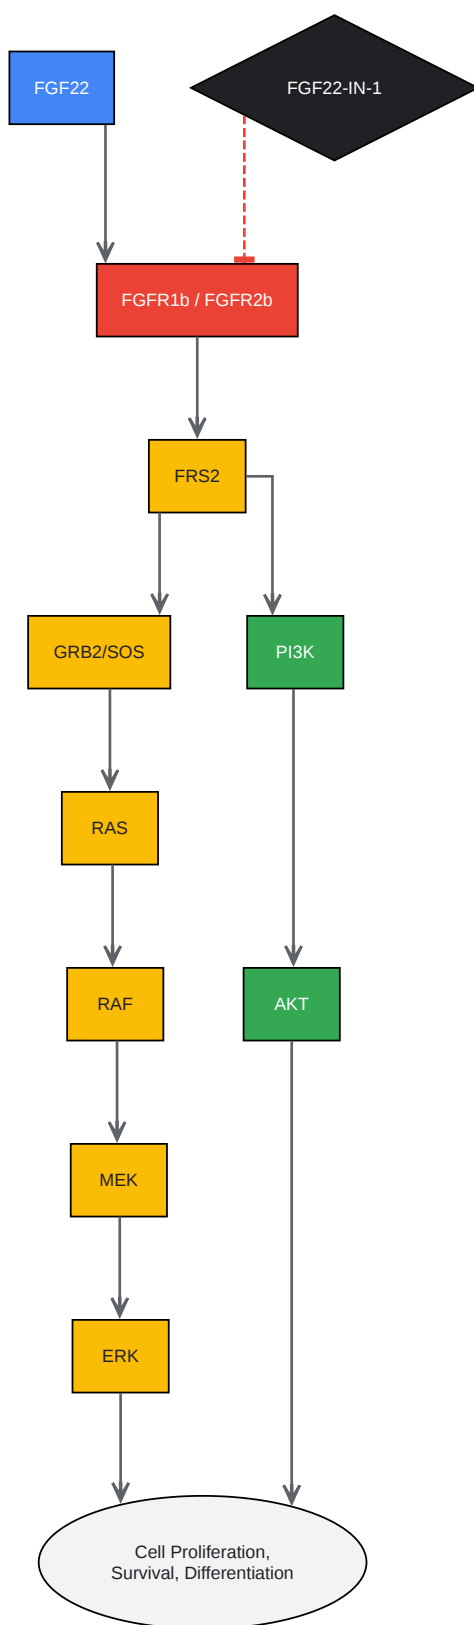 FGF22
FGF22-IN-1
FGFR1b / FGFR2b
FRS2
GRB2/SOS
PI3K
RAS
RAF
AKT
MEK
ERK
Cell Proliferation,
Survival, Differentiation